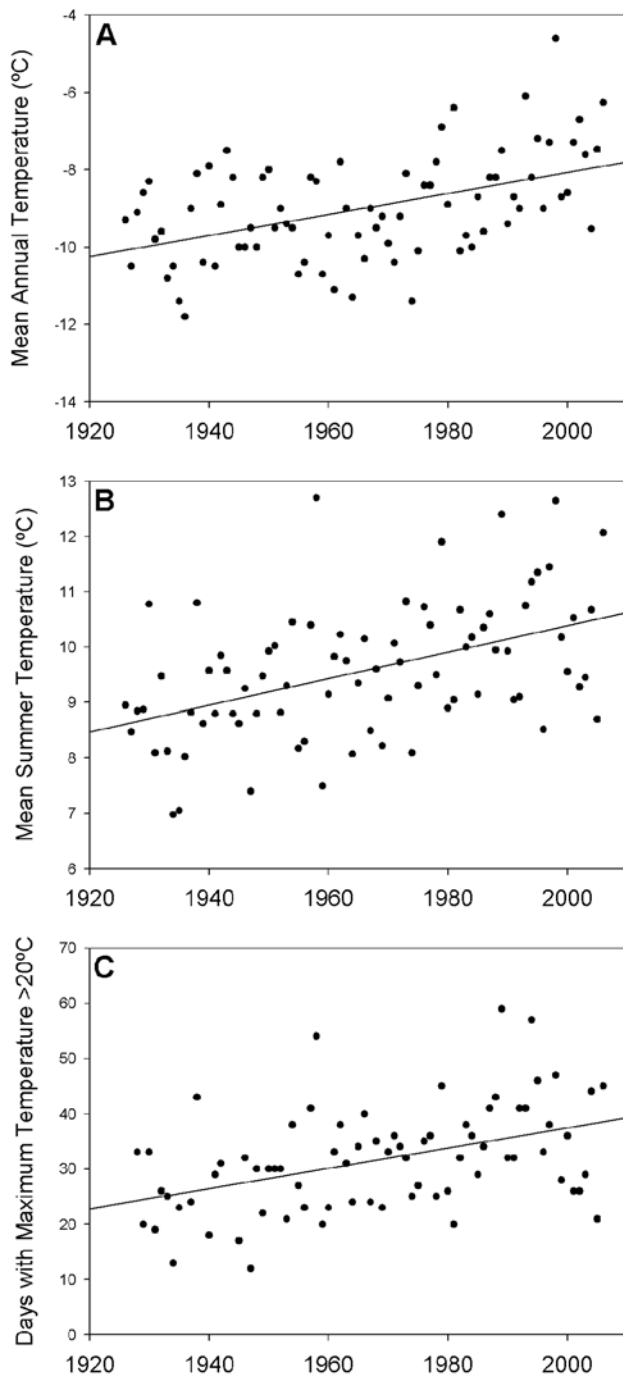 A
Mean Annual Temperature (ºC)
-4
-6
-8
-10
-12
-14
1920 1940 1960 1980 2000
B
Mean Summer Temperature (ºC)
13
12
11
10
9
8
7
6
1920 1940 1960 1980 2000
C
Days with Maximum Temperature >20ºC
70
60
50
40
30
20
10
0
1920 1940 1960 1980 2000